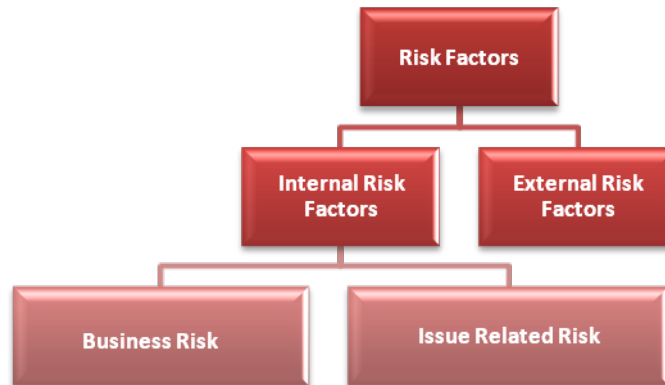 Risk Factors
Internal Risk
Factors
External Risk
Factors
Business Risk
Issue Related Risk